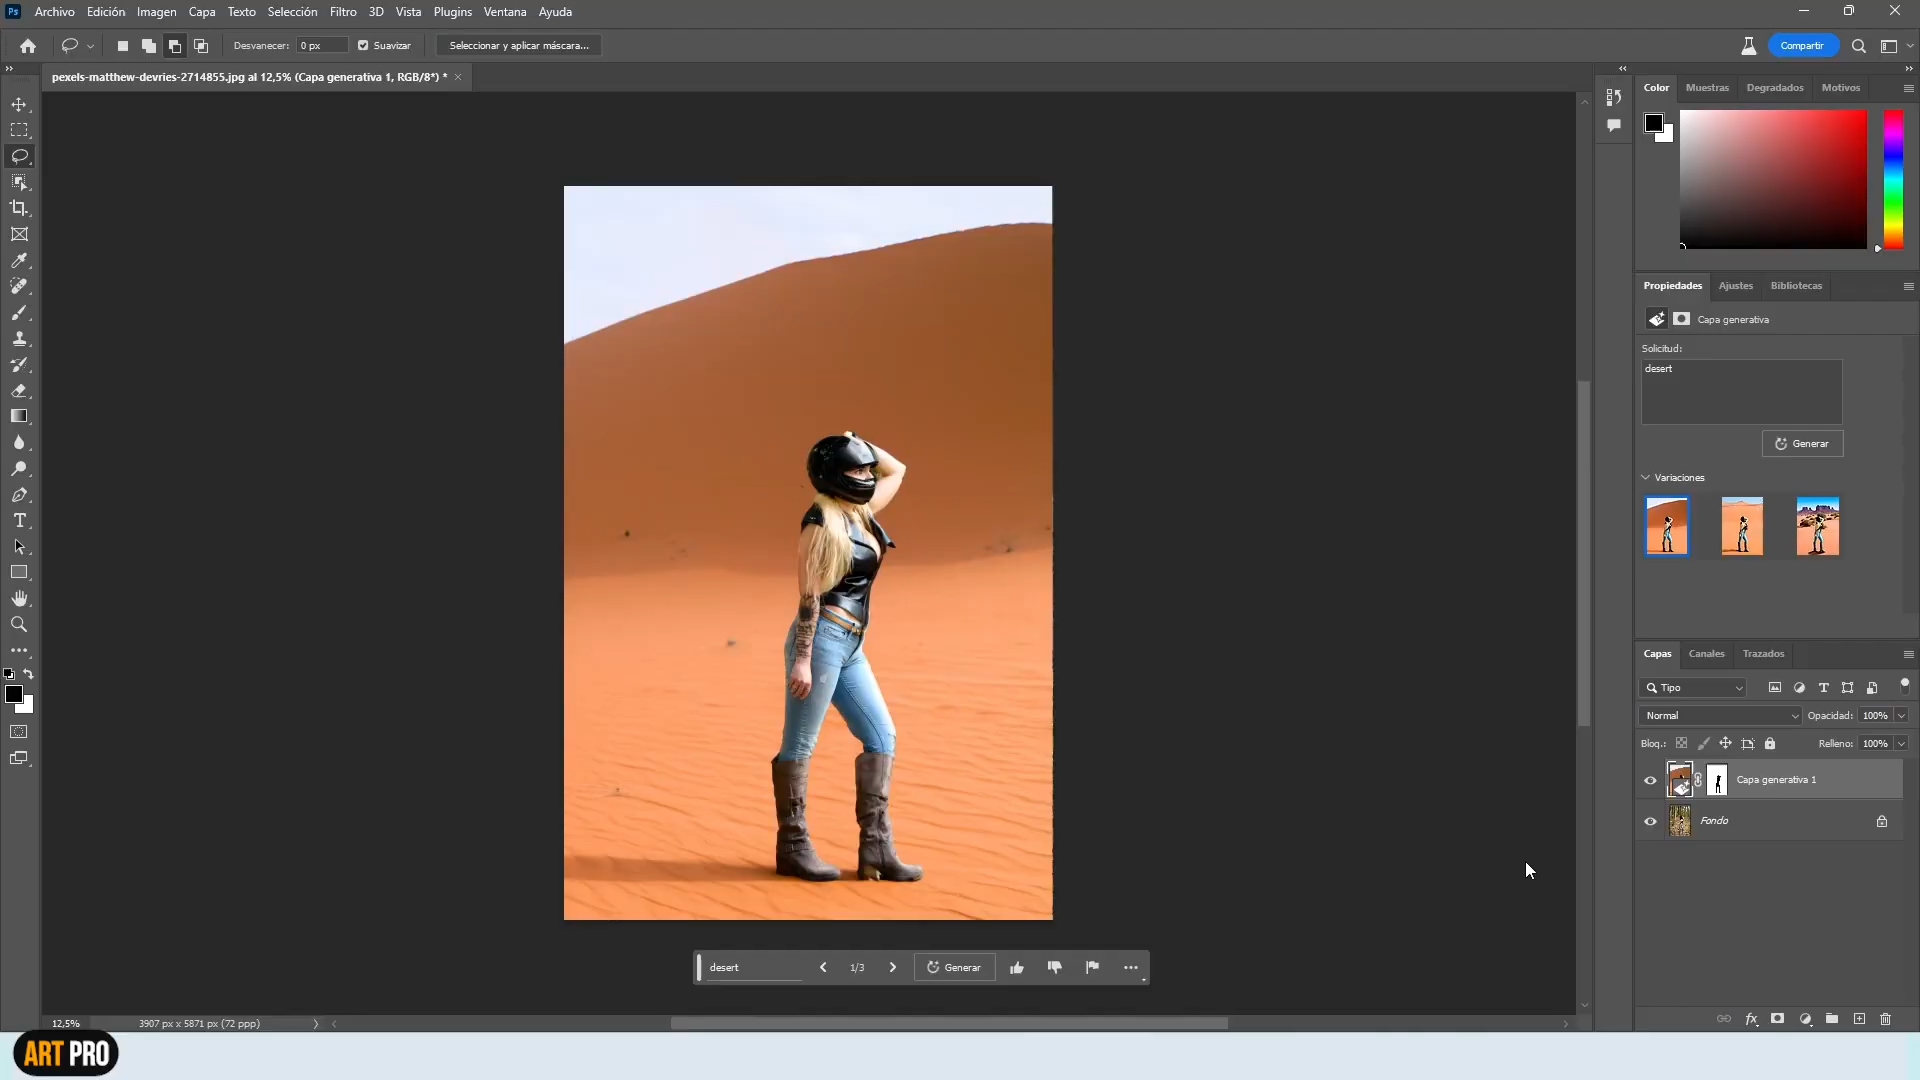 Ps Archivo Edición Imagen Capa Texto Selección Filtro 3D Vista Plugins Ventana Ayuda
Desvanecer: 0 px Suavizar Seleccionar y aplicar máscara... Compartir
pexels-matthew-devries-2714855.jpg al 12,5% (Capa generativa 1, RGB/8*) * ×
Color Muestras Degradados Motivos
Propiedades Ajustes Bibliotecas
Capa generativa
Solicitud:
desert
Generar
Variaciones
Capas Canales Trazados
Tipo
Normal Opacidad: 100%
Bloq.: Relleno: 100%
Capa generativa 1
Fondo
desert 1/3 Generar
12,5% 3907 px x 5871 px (72 ppp)
ART PRO